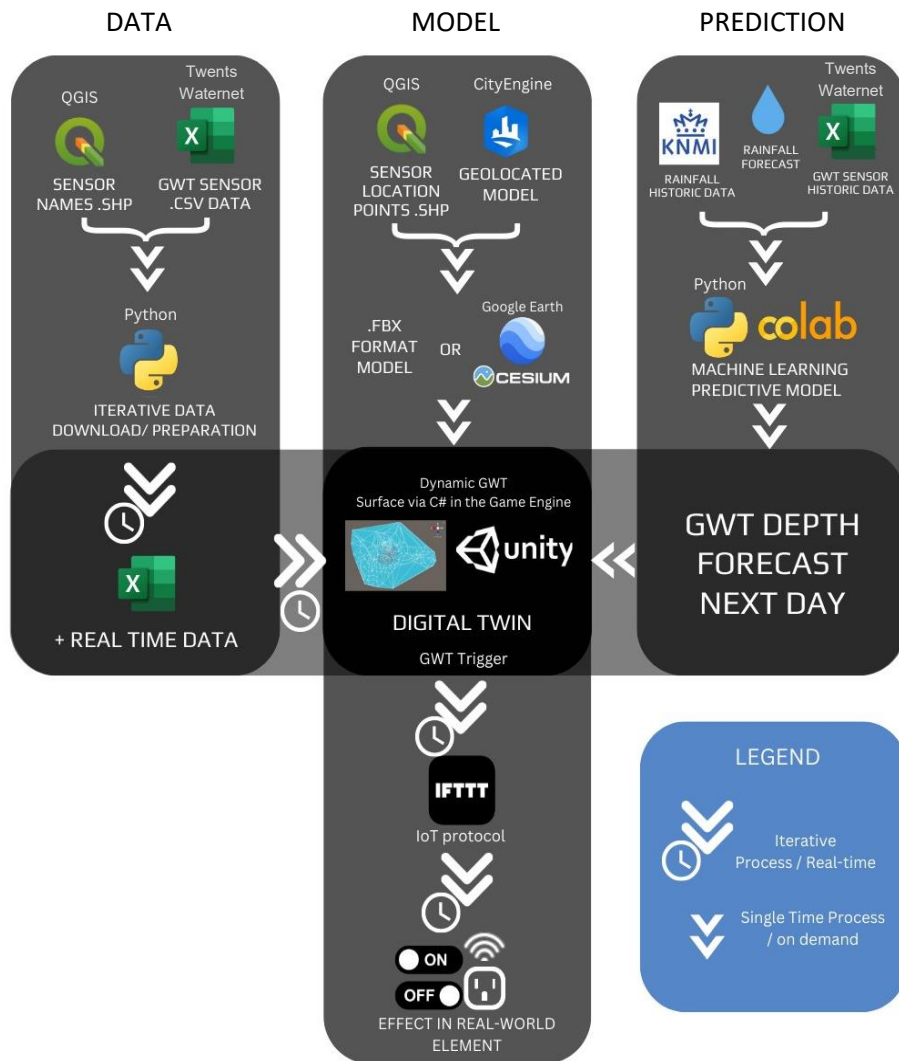 DATA
MODEL
PREDICTION
QGIS
Twents
Waternet
X
SENSOR
NAMES .SHP
GWT SENSOR
.CSV DATA
Python
ITERATIVE DATA
DOWNLOAD/ PREPARATION
X
+ REAL TIME DATA
QGIS
CityEngine
SENSOR
LOCATION
POINTS .SHP
GEOLOCATED
MODEL
.FBX
FORMAT
MODEL
OR
Google Earth
CESIUM
Dynamic GWT
Surface via C# in the Game Engine
unity
DIGITAL TWIN
GWT Trigger
IFTTT
IoT protocol
ON
OFF
EFFECT IN REAL-WORLD
ELEMENT
KNMI
RAINFALL
HISTORIC DATA
RAINFALL
FORECAST
Twents
Waternet
X
GWT SENSOR
HISTORIC DATA
Python
colab
MACHINE LEARNING
PREDICTIVE MODEL
GWT DEPTH
FORECAST
NEXT DAY
LEGEND
Iterative
Process / Real-time
Single Time Process
/ on demand